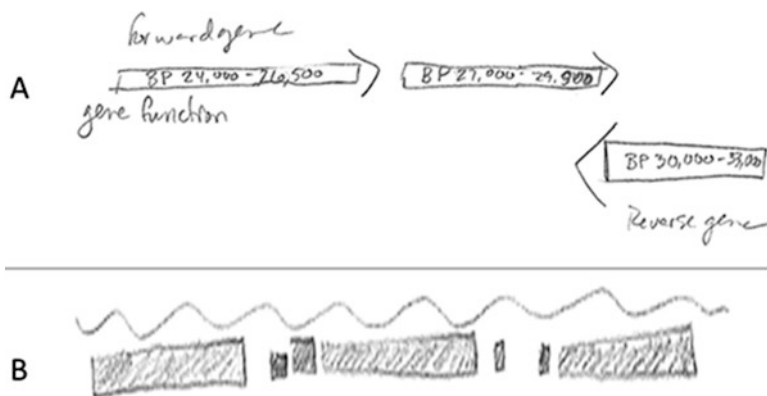 forward gene
A
BP 24,000 - 26,500
BP 27,000 - 29,900
gene function
BP 30,000 - 33,000
Reverse gene
B